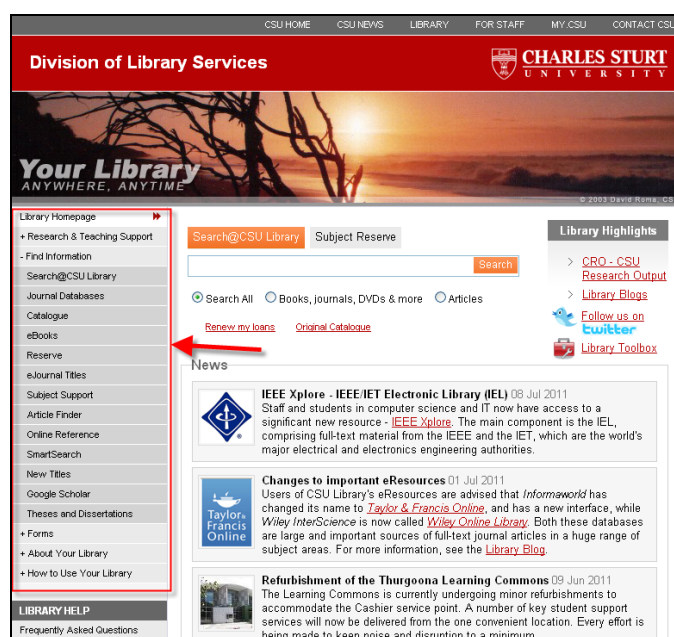 CSU HOME CSU NEWS LIBRARY FOR STAFF MY.CSU CONTACT CSU
Division of Library Services
CHARLES STURT
UNIVERSITY
Your Library
ANYWHERE, ANYTIME
© 2003 David Roma, CS
Library Homepage
+ Research & Teaching Support
- Find Information
Search@CSU Library
Journal Databases
Catalogue
eBooks
Reserve
eJournal Titles
Subject Support
Article Finder
Online Reference
SmartSearch
New Titles
Google Scholar
Theses and Dissertations
+ Forms
+ About Your Library
+ How to Use Your Library
LIBRARY HELP
Frequently Asked Questions
Search@CSU Library Subject Reserve
Search
Search All Books, journals, DVDs & more Articles
Renew my loans Original Catalogue
Library Highlights
> CRO - CSU
Research Output
> Library Blogs
Follow us on
twitter
Library Toolbox
News
IEEE Xplore - IEEE/IET Electronic Library (IEL) 08 Jul 2011
Staff and students in computer science and IT now have access to a
significant new resource - IEEE Xplore. The main component is the IEL,
comprising full-text material from the IEEE and the IET, which are the world's
major electrical and electronics engineering authorities.
Taylor &
Francis
Online
Changes to important eResources 01 Jul 2011
Users of CSU Library's eResources are advised that Informaworld has
changed its name to Taylor & Francis Online, and has a new interface, while
Wiley InterScience is now called Wiley Online Library. Both these databases
are large and important sources of full-text journal articles in a huge range of
subject areas. For more information, see the Library Blog.
Refurbishment of the Thurgoona Learning Commons 09 Jun 2011
The Learning Commons is currently undergoing minor refurbishments to
accommodate the Cashier service point. A number of key student support
services will now be delivered from the one convenient location. Every effort is
being made to keep noise and disruption to a minimum.